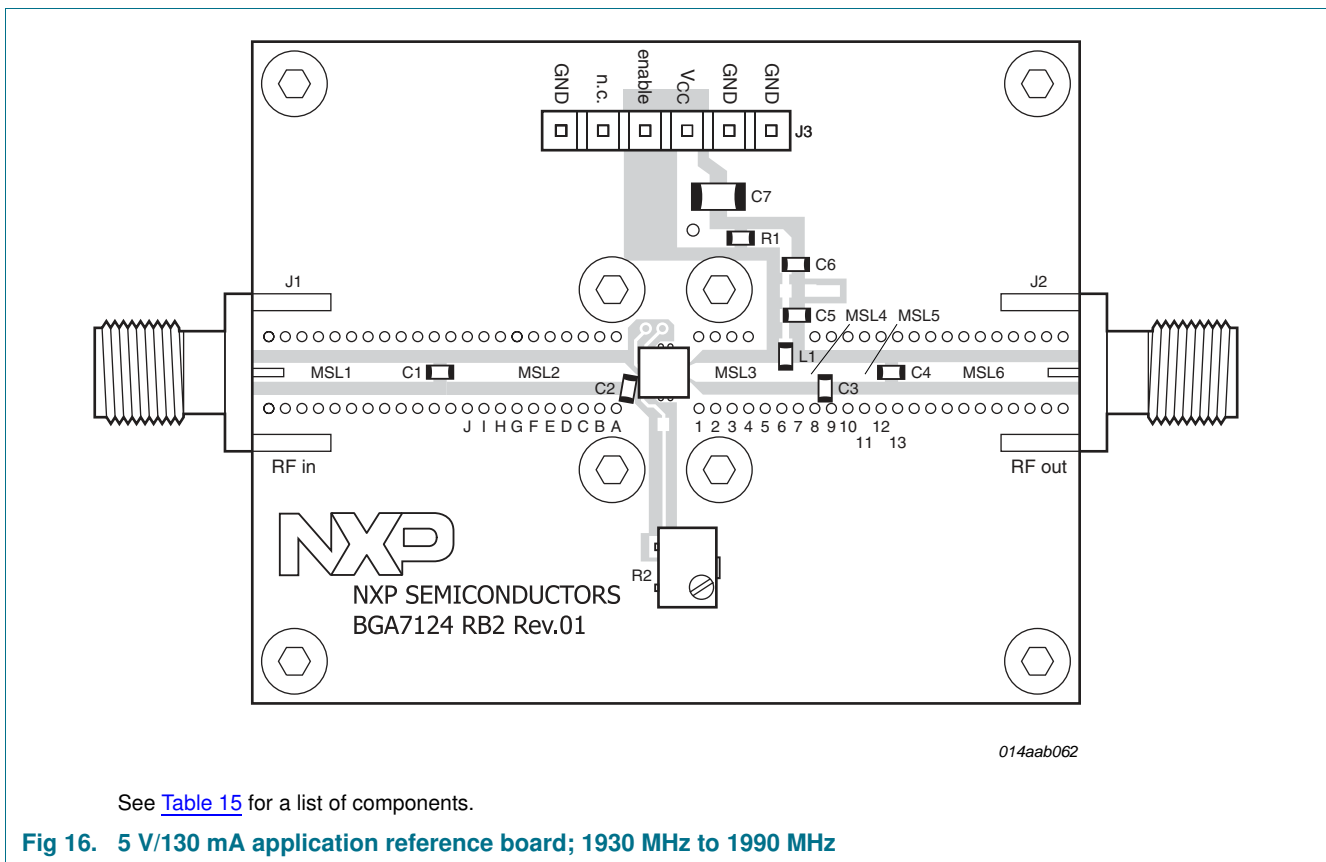 GND
n.c.
enable
VCC
GND
GND
J3
C7
R1
C6
J1
J2
C5
MSL4
MSL5
L1
MSL1
C1
MSL2
C2
MSL3
C3
C4
MSL6
J I H G F E D C B A
1 2 3 4 5 6 7 8 9 10 12
11 13
RF in
RF out
NXP
R2
NXP SEMICONDUCTORS
BGA7124 RB2 Rev.01
014aab062
See Table 15 for a list of components.
Fig 16. 5 V/130 mA application reference board; 1930 MHz to 1990 MHz